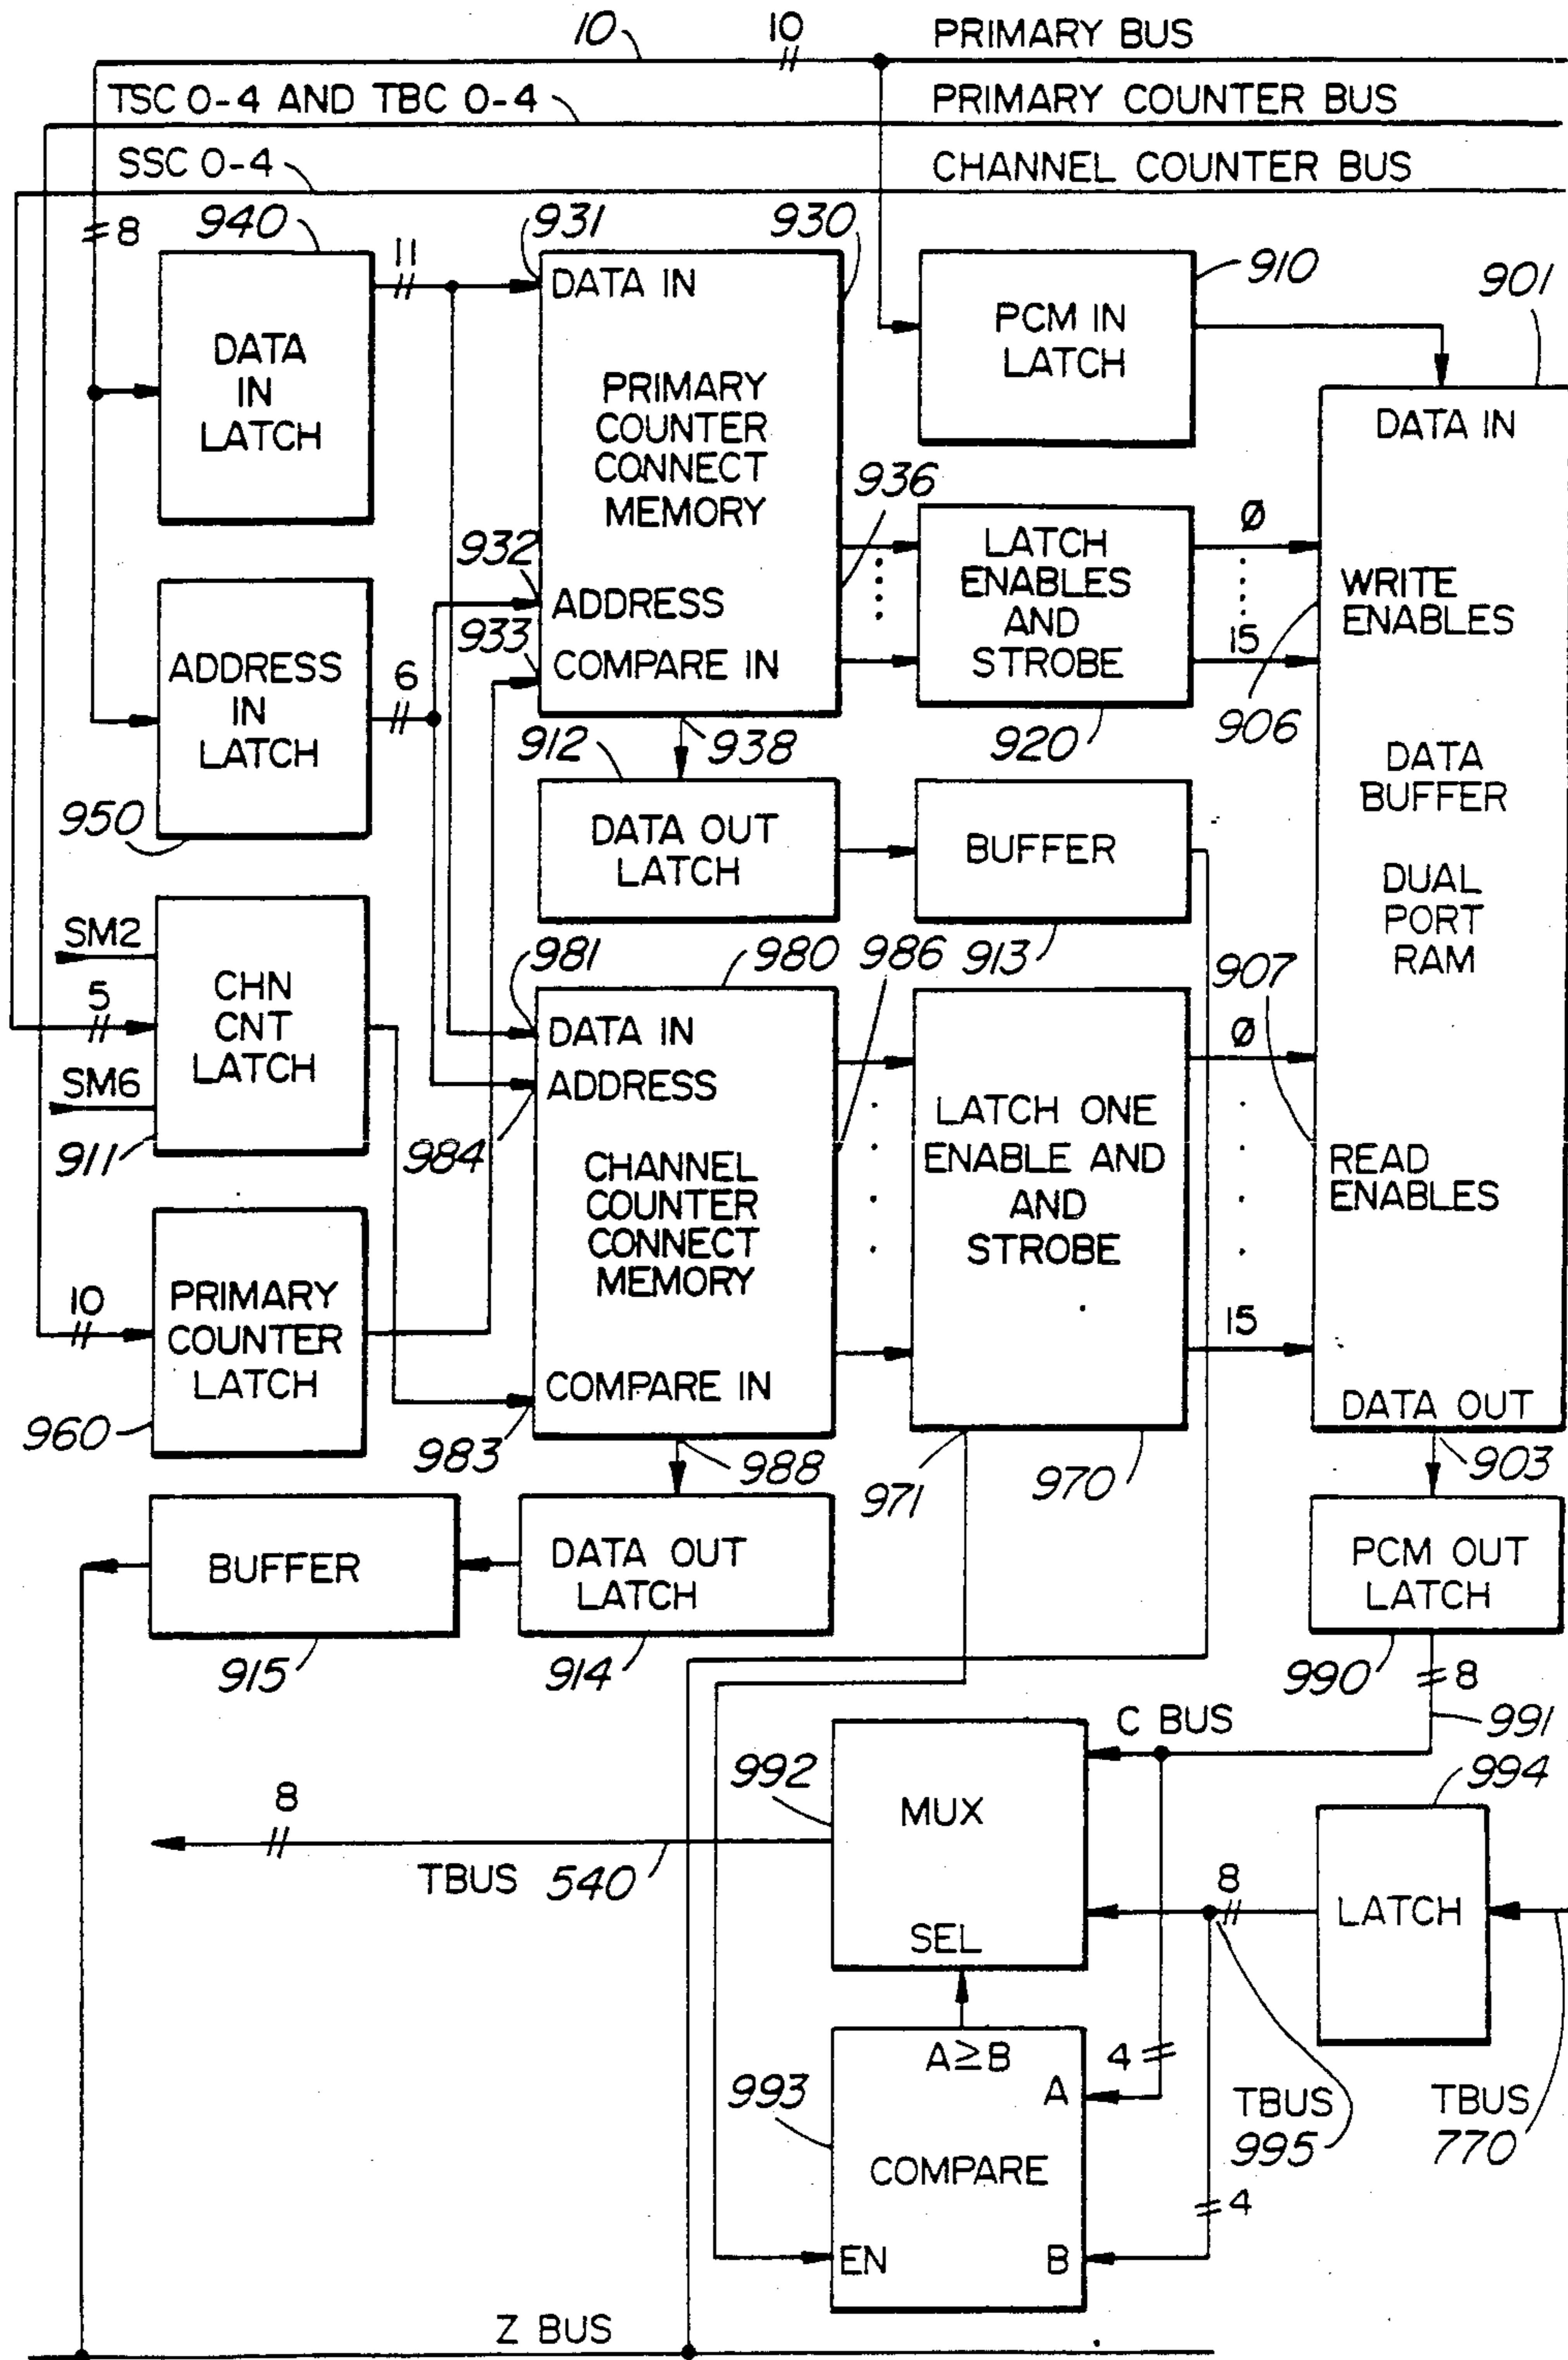 10
10
PRIMARY BUS
TSC 0-4 AND TBC 0-4
PRIMARY COUNTER BUS
SSC 0-4
CHANNEL COUNTER BUS
8
940
11
931
930
910
901
DATA
IN
LATCH
DATA IN
PRIMARY
COUNTER
CONNECT
MEMORY
932
ADDRESS
933
COMPARE IN
936
PCM IN
LATCH
DATA IN
LATCH
ENABLES
AND
STROBE
Ø
15
WRITE
ENABLES
906
920
ADDRESS
IN
LATCH
6
950
912
938
DATA OUT
LATCH
BUFFER
913
DATA
BUFFER
DUAL
PORT
RAM
SM2
5
SM6
CHN
CNT
LATCH
911
981
980
986
907
DATA IN
ADDRESS
984
CHANNEL
COUNTER
CONNECT
MEMORY
COMPARE IN
983
LATCH ONE
ENABLE AND
AND
STROBE
Ø
15
READ
ENABLES
DATA OUT
10
PRIMARY
COUNTER
LATCH
960
988
971
970
903
BUFFER
915
DATA OUT
LATCH
914
PCM OUT
LATCH
990
8
991
C BUS
992
MUX
SEL
994
8
TBUS 540
8
LATCH
A≥B
4
A
993
COMPARE
EN
B
4
TBUS
995
TBUS
770
Z BUS